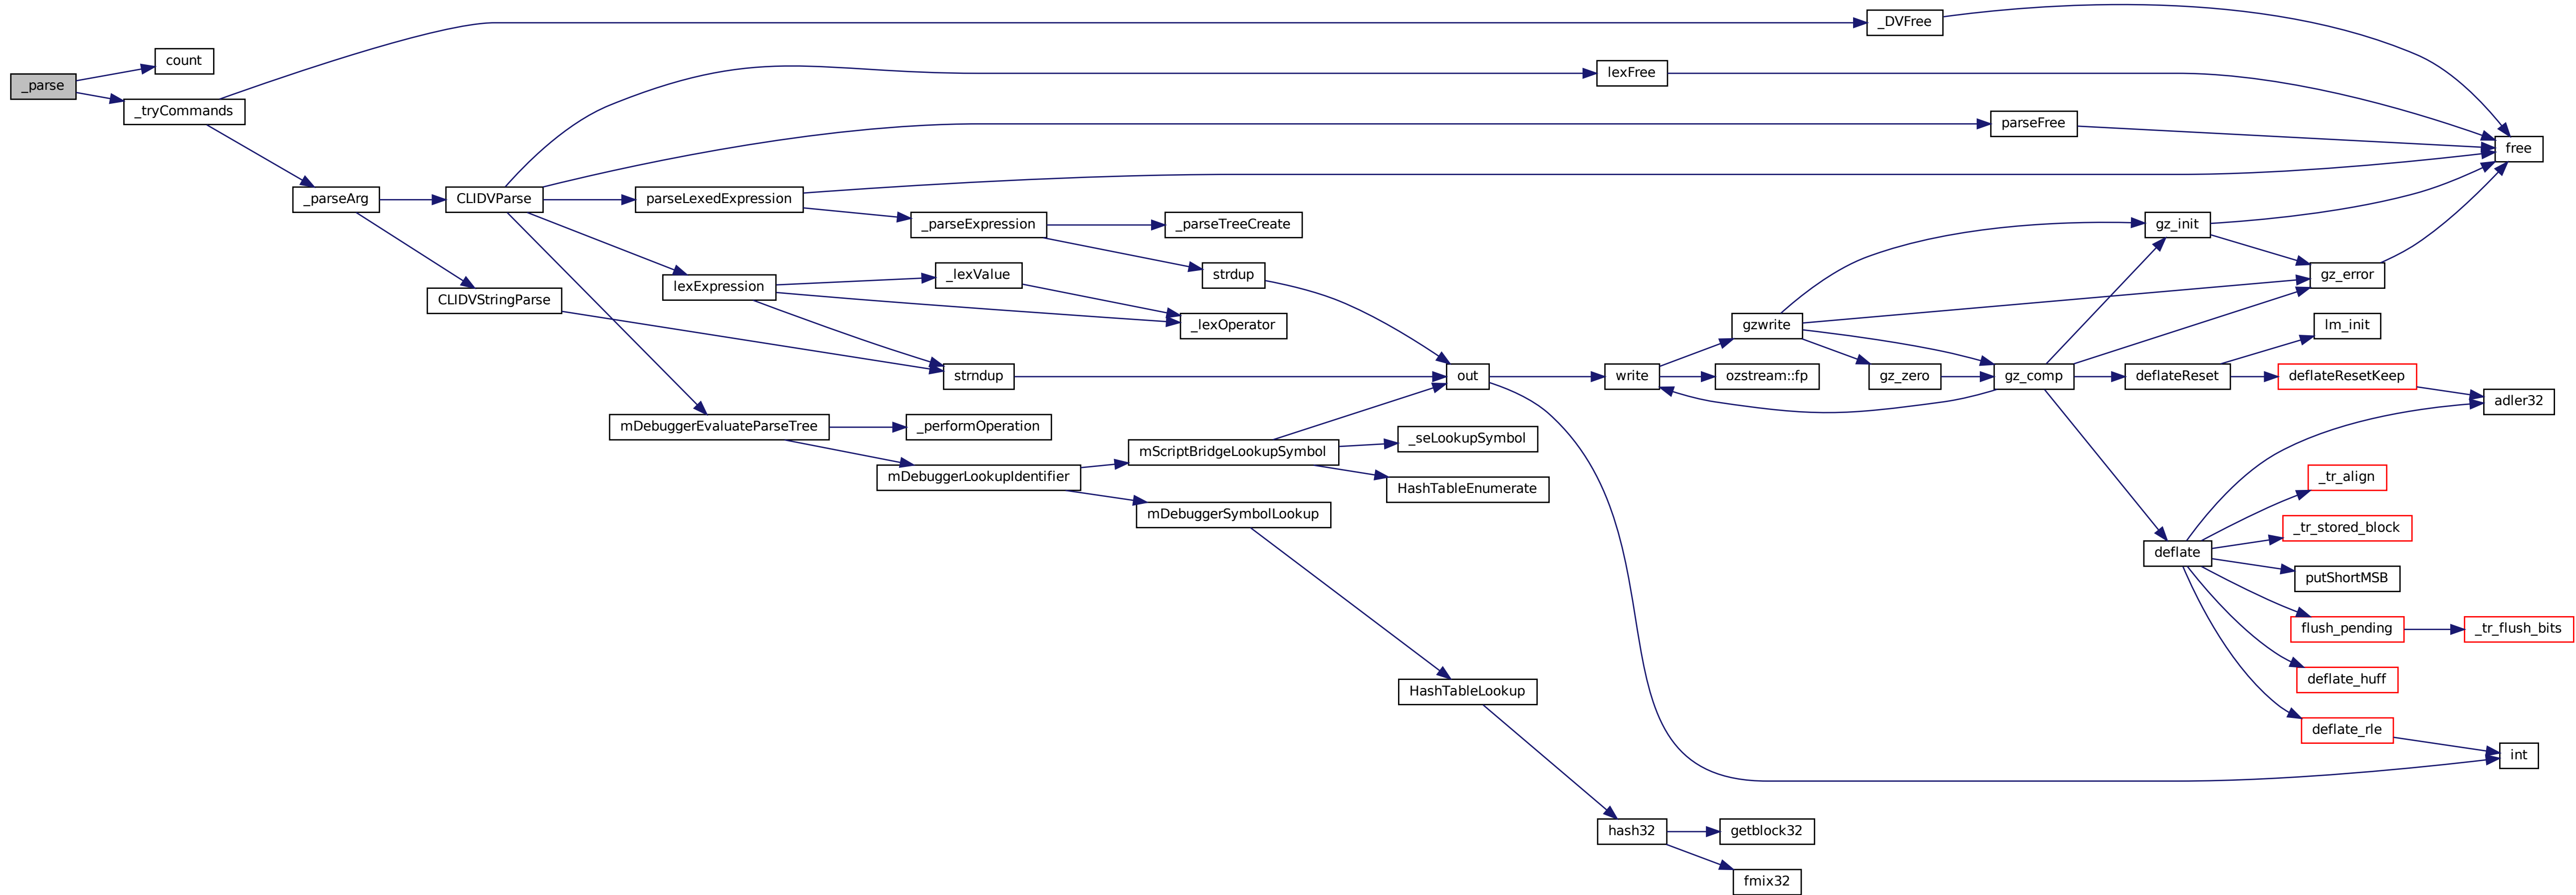 _parse
count
_tryCommands
_DVFree
_parseArg
CLIDVParse
CLIDVStringParse
lexFree
parseFree
free
parseLexedExpression
_parseExpression
_parseTreeCreate
strdup
lexExpression
_lexValue
_lexOperator
strndup
mDebuggerEvaluateParseTree
_performOperation
mDebuggerLookupIdentifier
mScriptBridgeLookupSymbol
_seLookupSymbol
HashTableEnumerate
mDebuggerSymbolLookup
HashTableLookup
hash32
getblock32
fmix32
out
write
ozstream::fp
gzwrite
gz_zero
gz_comp
gz_init
gz_error
deflateReset
lm_init
deflateResetKeep
adler32
deflate
_tr_align
_tr_stored_block
putShortMSB
flush_pending
_tr_flush_bits
deflate_huff
deflate_rle
int